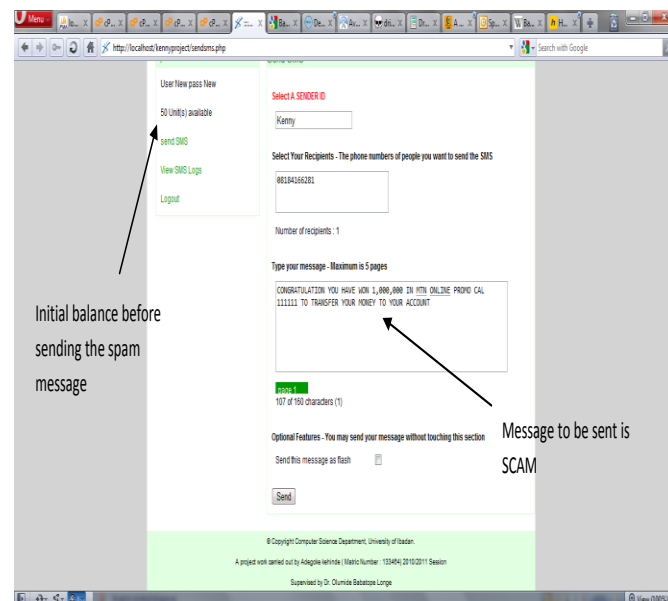 Menu
http://localhost/kennyproject/sendsms.php
Search with Google
User New pass New
50 Unit(s) available
send SMS
View SMS Logs
Logout
Select A SENDER ID
Kenny
Select Your Recipients - The phone numbers of people you want to send the SMS
08184166281
Number of recipients : 1
Type your message - Maximum is 5 pages
CONGRATULATION YOU HAVE WON 1,000,000 IN MTN ONLINE PROMO CAL
111111 TO TRANSFER YOUR MONEY TO YOUR ACCOUNT
page 1
107 of 160 characters (1)
Optional Features - You may send your message without touching this section
Send this message as flash
Send
Initial balance before
sending the spam
message
Message to be sent is
SCAM
© Copyright Computer Science Department, University of Ibadan.
A project work carried out by Adegoke kehinde ( Matric Number : 133464) 2010/2011 Session
Supervised by Dr. Olumide Babatope Longe
View (100%)